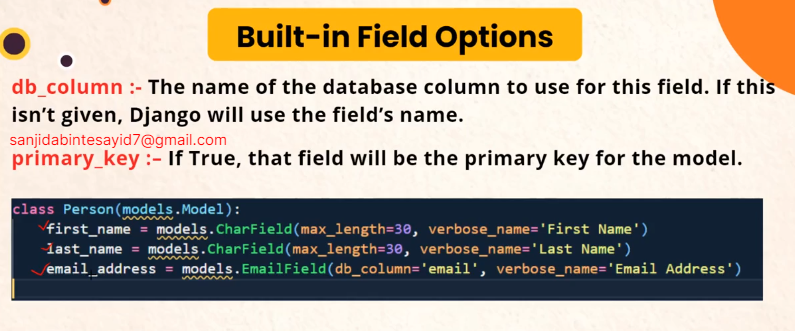 Built-in Field Options
db_column :- The name of the database column to use for this field. If this
isn't given, Django will use the field's name.
sanjidabintesayid7@gmail.com
primary_key :– If True, that field will be the primary key for the model.
class Person(models.Model):
first_name = models.CharField(max_length=30, verbose_name='First Name')
last_name = models.CharField(max_length=30, verbose_name='Last Name')
email_address = models.EmailField(db_column='email', verbose_name='Email Address')